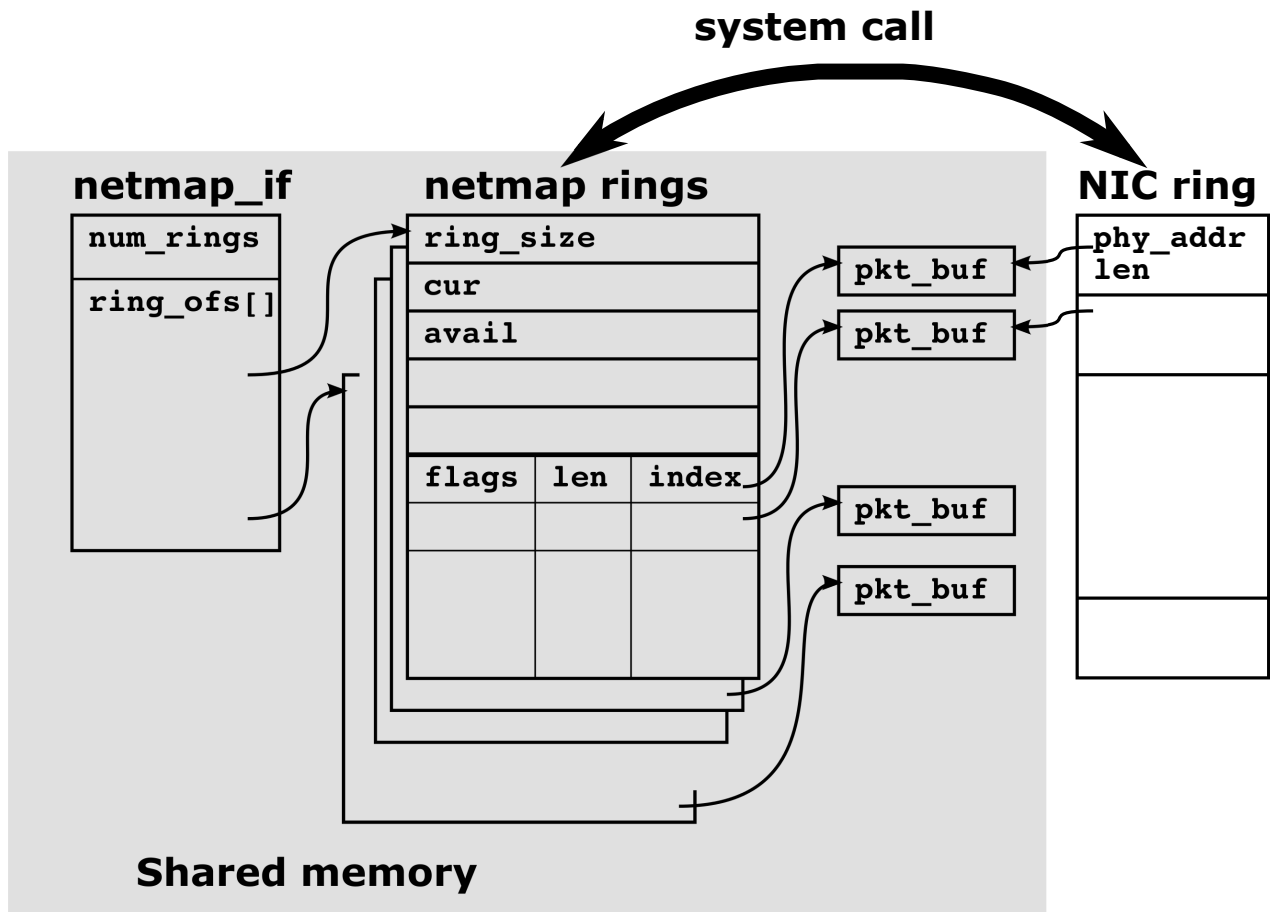 system call
netmap_if
num_rings
ring_ofs[]
netmap rings
ring_size
cur
avail
flags len index
pkt_buf
pkt_buf
pkt_buf
pkt_buf
NIC ring
phy_addr
len
Shared memory